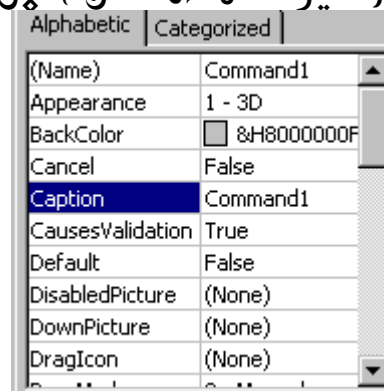 Alphabetic Categorized
(Name) Command1
Appearance 1 - 3D
BackColor &H8000000F
Cancel False
Caption Command1
CausesValidation True
Default False
DisabledPicture (None)
DownPicture (None)
DragIcon (None)